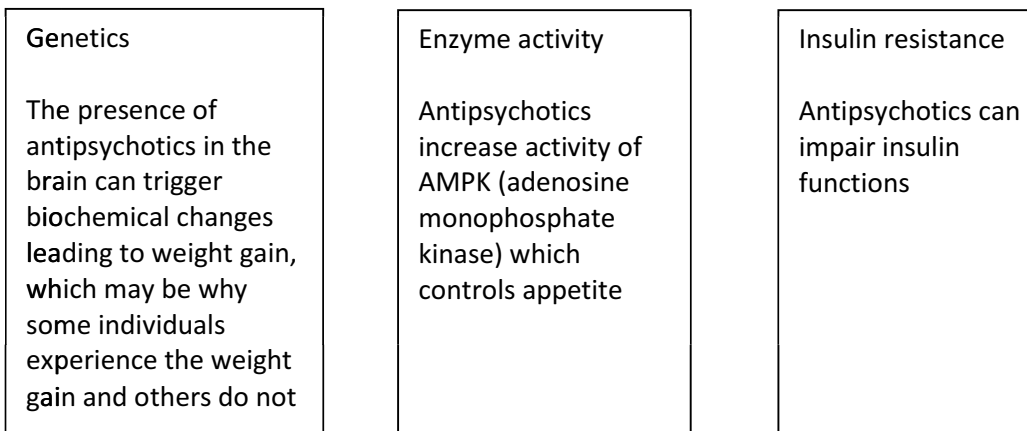 Genetics
The presence of
antipsychotics in the
brain can trigger
biochemical changes
leading to weight gain,
which may be why
some individuals
experience the weight
gain and others do not
Enzyme activity
Antipsychotics
increase activity of
AMPK (adenosine
monophosphate
kinase) which
controls appetite
Insulin resistance
Antipsychotics can
impair insulin
functions